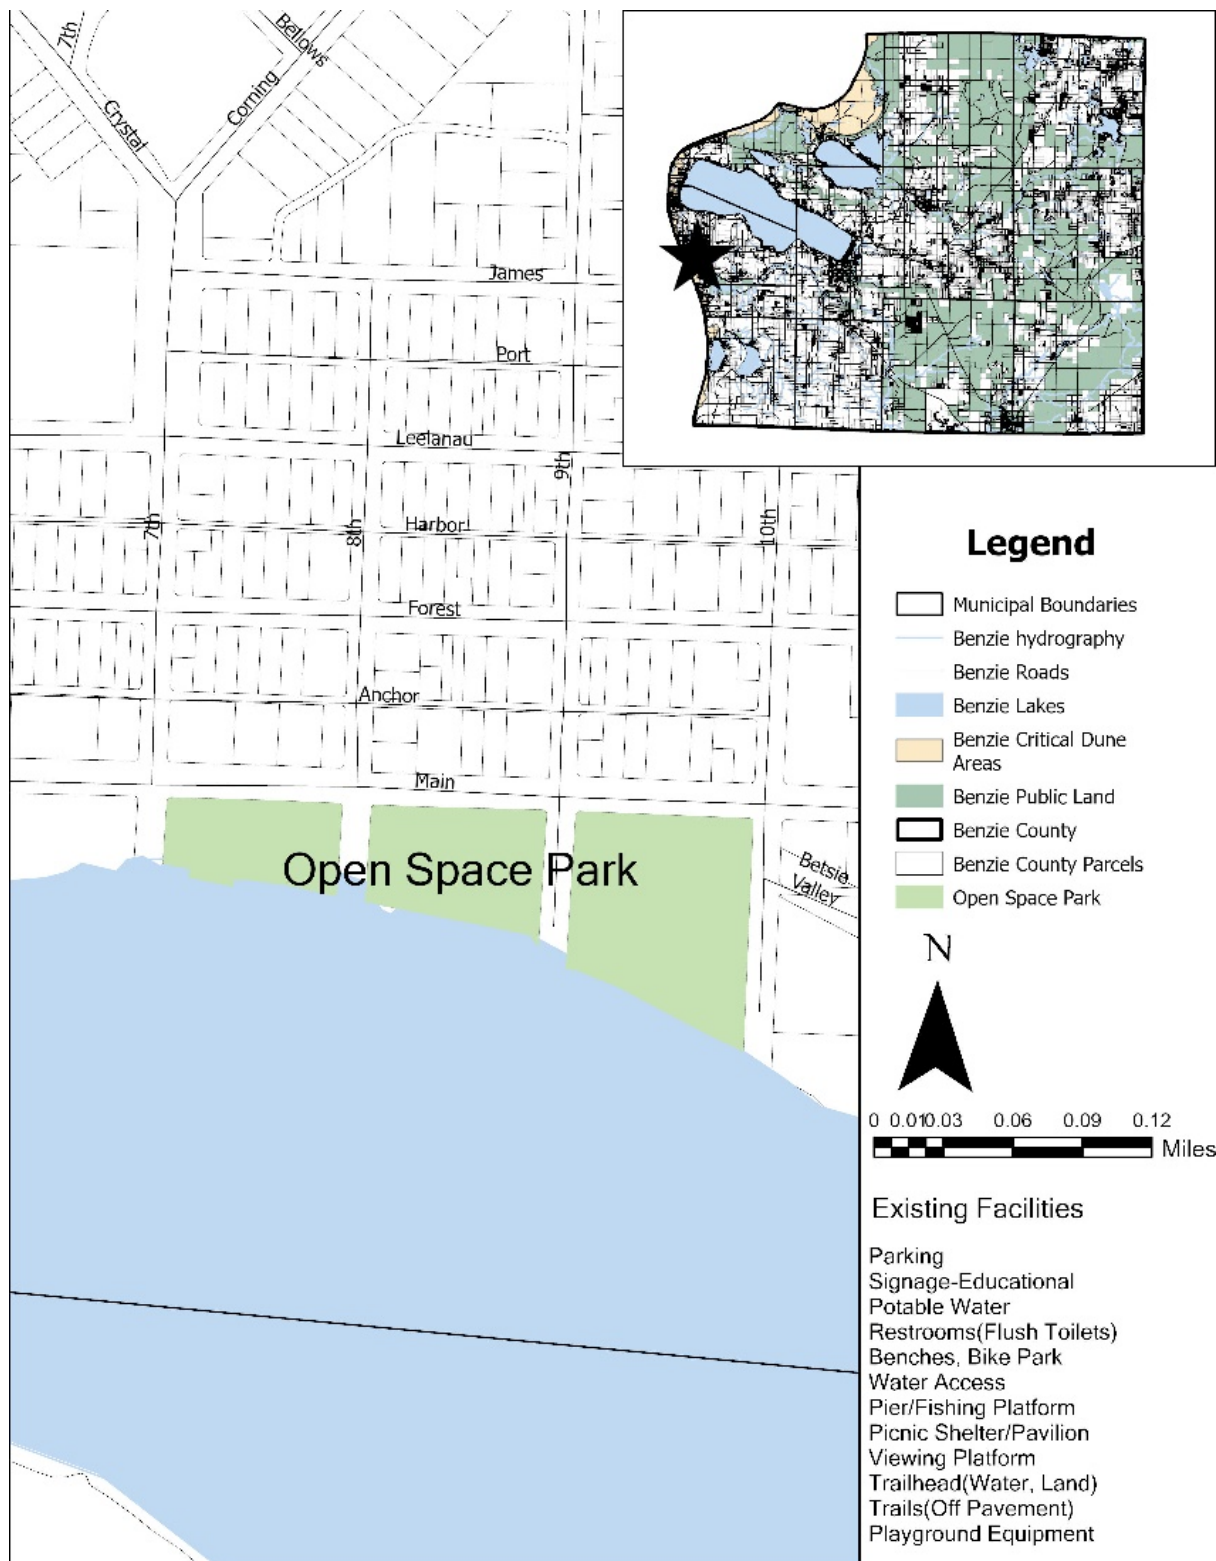 7th
Bellows
Crystal
Corning
James
Port
Leelanau
9th
7th
8th
Harbor
10th
Forest
Anchor
Main
Open Space Park
Betsie
Valley
Legend
Municipal Boundaries
Benzie hydrography
Benzie Roads
Benzie Lakes
Benzie Critical Dune
Areas
Benzie Public Land
Benzie County
Benzie County Parcels
Open Space Park
N
0 0.010.03 0.06 0.09 0.12
Miles
Existing Facilities
Parking
Signage-Educational
Potable Water
Restrooms(Flush Toilets)
Benches, Bike Park
Water Access
Pier/Fishing Platform
Picnic Shelter/Pavilion
Viewing Platform
Trailhead(Water, Land)
Trails(Off Pavement)
Playground Equipment